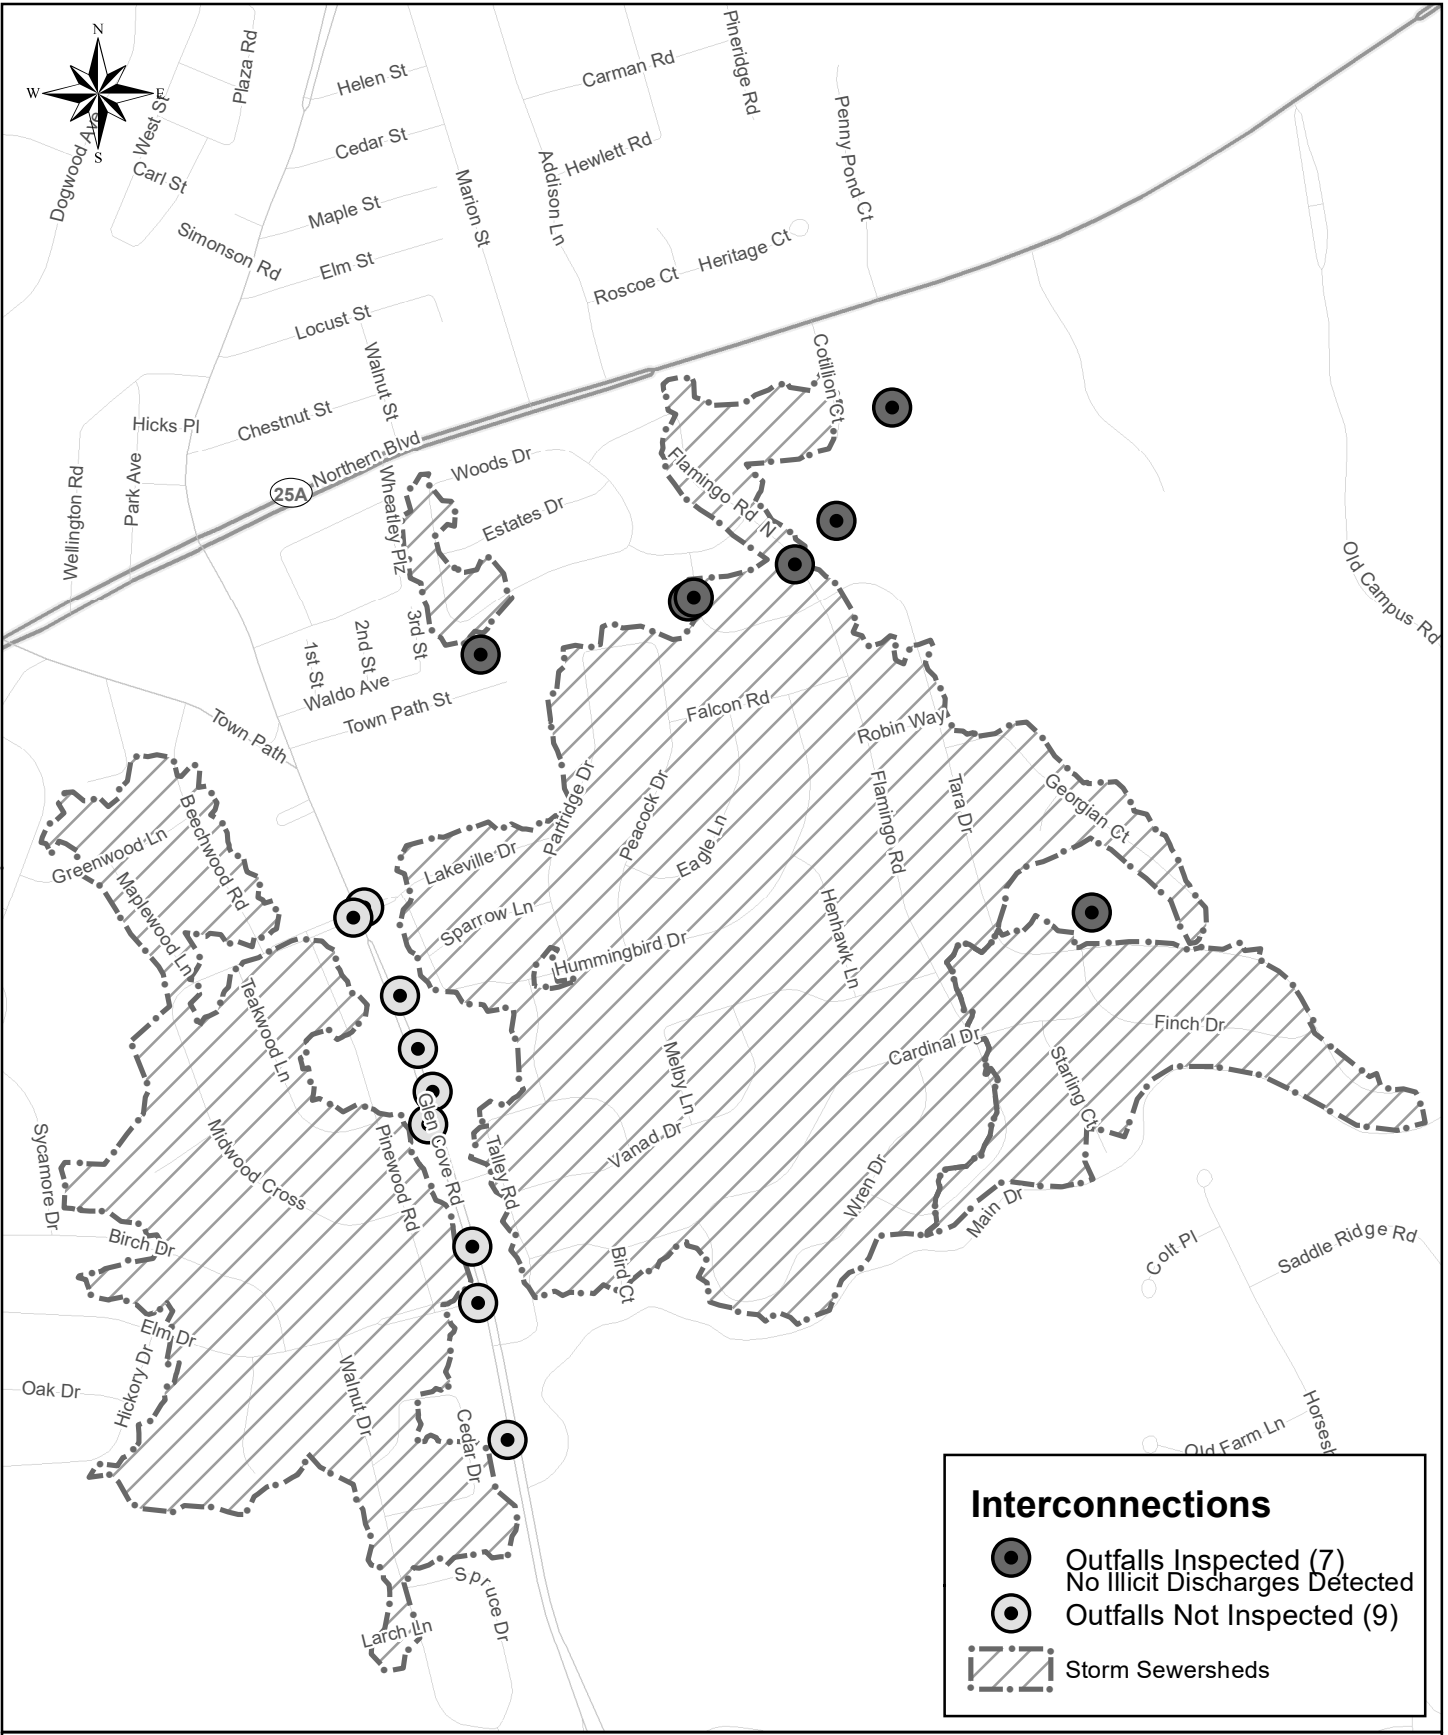 N
W
E
S
Plaza Rd
West St
Dogwood Ave
Carl St
Simonson Rd
Helen St
Cedar St
Maple St
Elm St
Locust St
Marion St
Addison Ln
Carman Rd
Hewlett Rd
Pineridge Rd
Penny Pond Ct
Heritage Ct
Roscoe Ct
Walnut St
Chestnut St
Hicks Pl
Park Ave
Wellington Rd
25A
Northern Blvd
Wheatley Plz
Woods Dr
Estates Dr
Cotillion Ct
Flamingo Rd N
Old Campus Rd
1st St
2nd St
3rd St
Waldo Ave
Town Path St
Town Path
Falcon Rd
Robin Way
Partridge Dr
Peacock Dr
Eagle Ln
Flamingo Rd
Tara Dr
Georgian Ct
Beechwood Rd
Greenwood Ln
Maplewood Ln
Lakeville Dr
Sparrow Ln
Hummingbird Dr
Henhawk Ln
Teakwood Ln
Finch Dr
Cardinal Dr
Starling Ct
Melby Ln
Vanad Dr
Glen Cove Rd
Pinewood Rd
Talley Rd
Midwood Cross
Sycamore Dr
Birch Dr
Wren Dr
Main Dr
Bird Ct
Colt Pl
Saddle Ridge Rd
Elm Dr
Hickory Dr
Oak Dr
Walnut Dr
Cedar Dr
Horsesh
Old Farm Ln
Spruce Dr
Larch Ln
Interconnections
Outfalls Inspected (7)
No Illicit Discharges Detected
Outfalls Not Inspected (9)
Storm Sewersheds